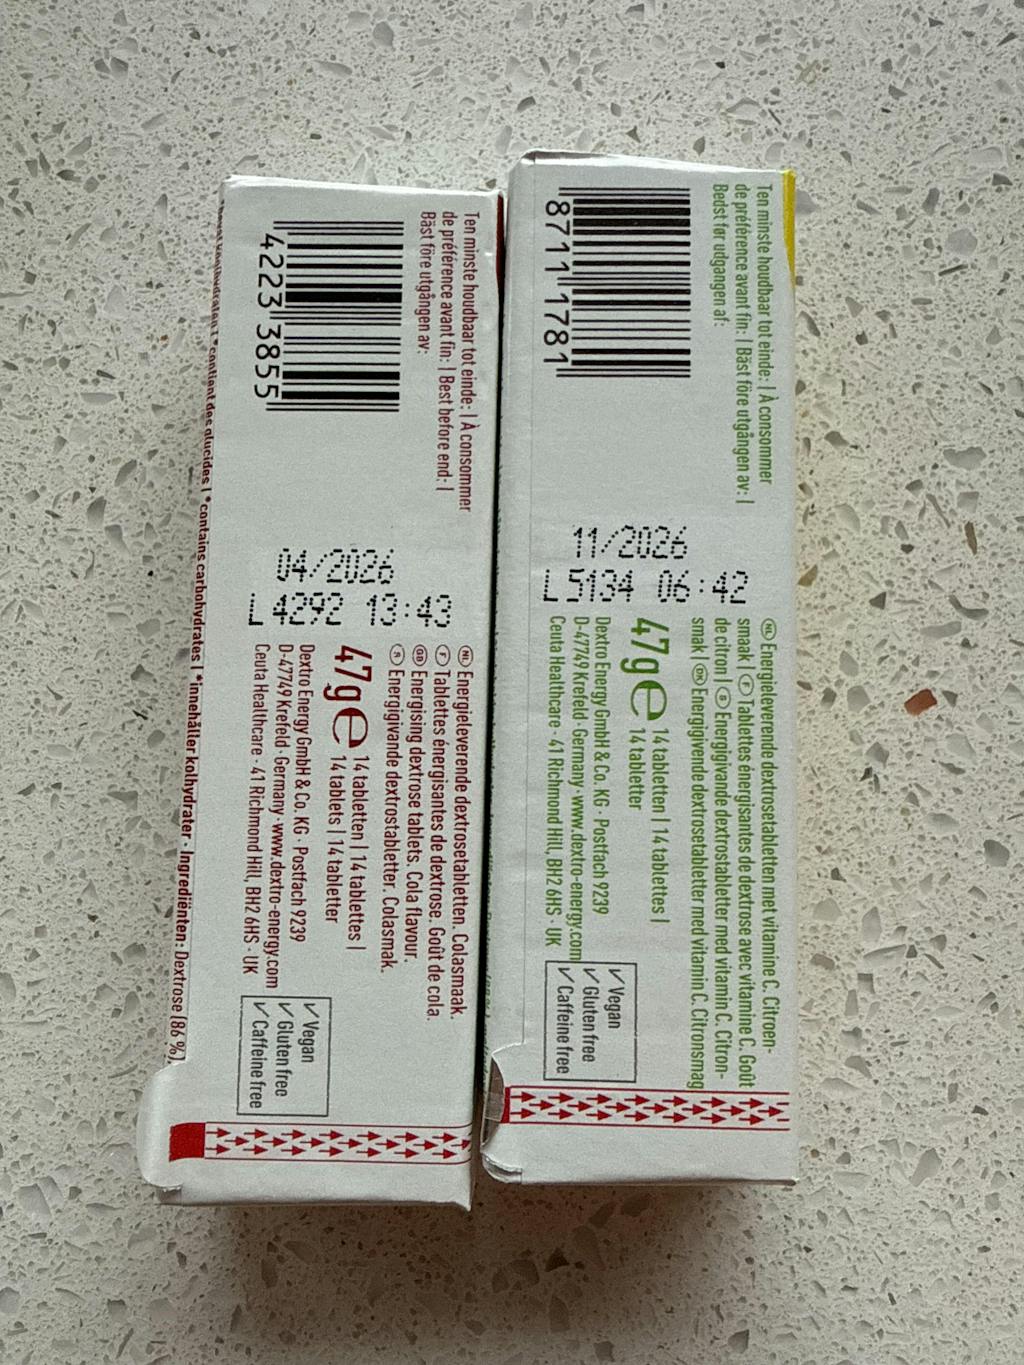 Ten minste houdbaar tot einde: | À consommer
de préférence avant fin: | Best before end: |
Bäst före utgången av:
4223 3855
04/2026
L4292 13:43
NL Energieleverende dextrosetabletten. Colasmaak.
F Tablettes énergisantes de dextrose. Goût de cola.
GB Energising dextrose tablets. Cola flavour.
S Energigivande dextrostabletter. Colasmak.
47g e 14 tabletten | 14 tablettes |
14 tablets | 14 tabletter
Dextro Energy GmbH & Co. KG · Postfach 9239
D-47749 Krefeld · Germany · www.dextro-energy.com
Ceuta Healthcare · 41 Richmond Hill, BH2 6HS · UK
✓ Vegan
✓ Gluten free
✓ Caffeine free
*contient des glucides | *contains carbohydrates | *innehåller kolhydrater · Ingrediënten: Dextrose (86 %),
Ten minste houdbaar tot einde: | À consommer
de préférence avant fin: | Bäst före utgången av: |
Bedst før udgangen af:
8711 1781
11/2026
L5134 06:42
NL Energieleverende dextrosetabletten met vitamine C. Citroen-
smaak | F Tablettes énergisantes de dextrose avec vitamine C. Goût
de citron | S Energigivande dextrostabletter med vitamin C. Citron-
smak | DK Energigivende dextrosetabletter med vitamin C. Citronsmag
47g e 14 tabletten | 14 tablettes |
14 tabletter
Dextro Energy GmbH & Co. KG · Postfach 9239
D-47749 Krefeld · Germany · www.dextro-energy.com
Ceuta Healthcare · 41 Richmond Hill, BH2 6HS · UK
✓ Vegan
✓ Gluten free
✓ Caffeine free